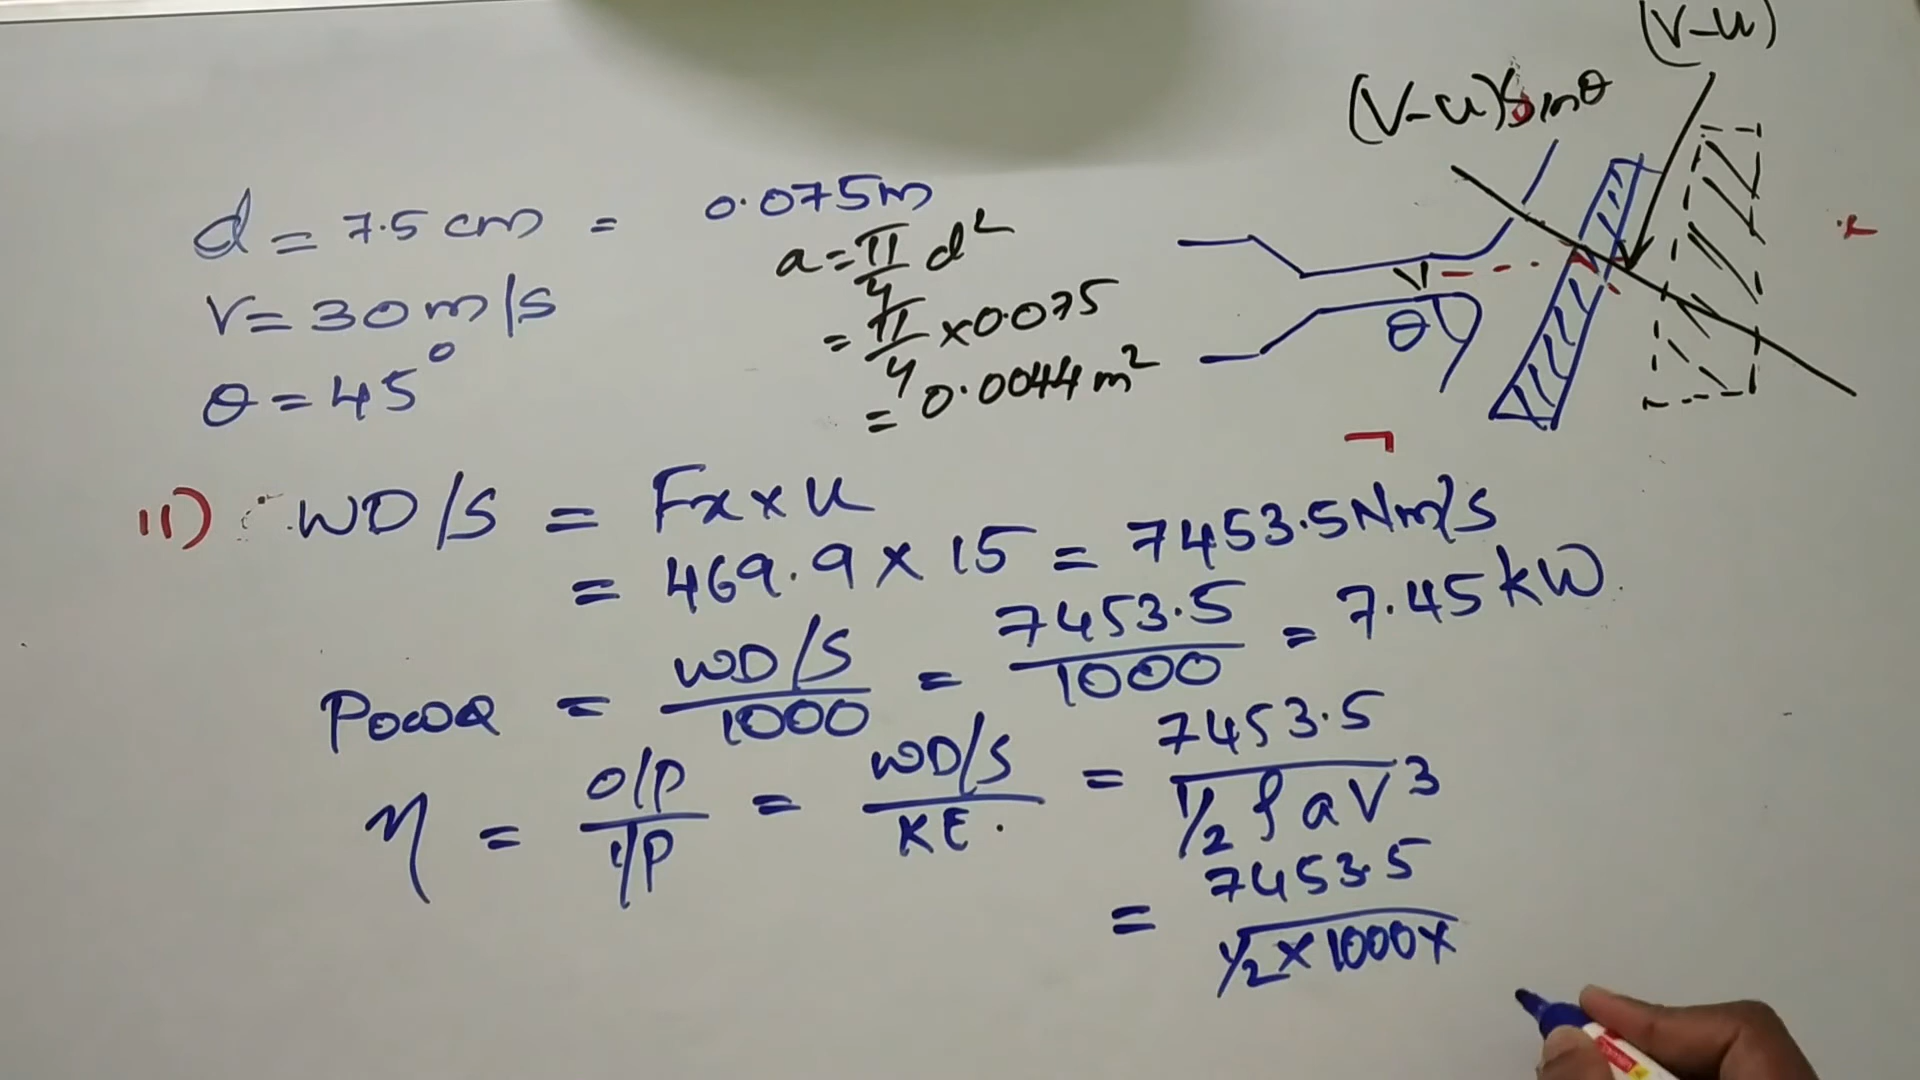 (V-u)
(V-u)Sinθ
d = 7.5 cm = 0.075m
V = 30 m/s
θ = 45°
a = π/4 d²
= π/4 × 0.075
= 0.0044 m²
V
θ
11) WD/S = Fx × u
= 469.9 × 15 = 7453.5 Nm/s
Power = WD/S / 1000 = 7453.5 / 1000 = 7.45 kW.
η = O/P / I/P = WD/S / KE. = 7453.5 / 1/2 ρ a V³
= 7453.5 / 1/2 × 1000 ×